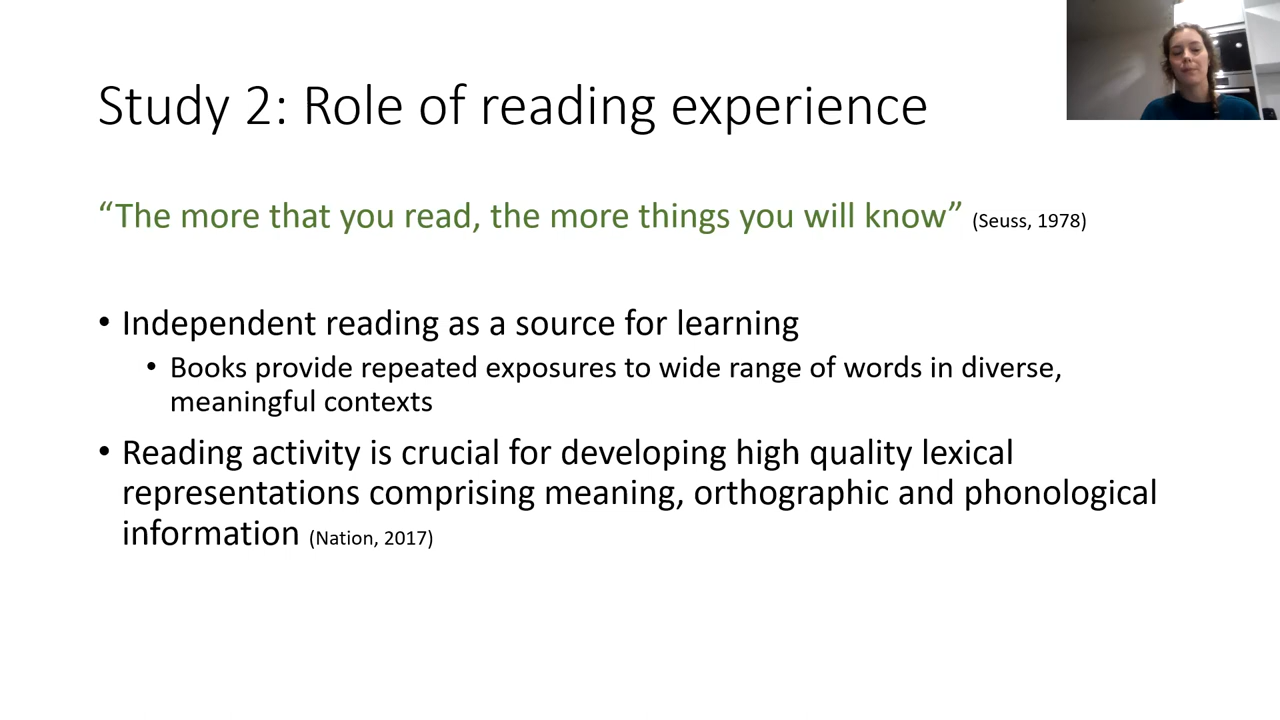 Study 2: Role of reading experience
“The more that you read, the more things you will know” (Seuss, 1978)
• Independent reading as a source for learning
• Books provide repeated exposures to wide range of words in diverse,
meaningful contexts
• Reading activity is crucial for developing high quality lexical
representations comprising meaning, orthographic and phonological
information (Nation, 2017)